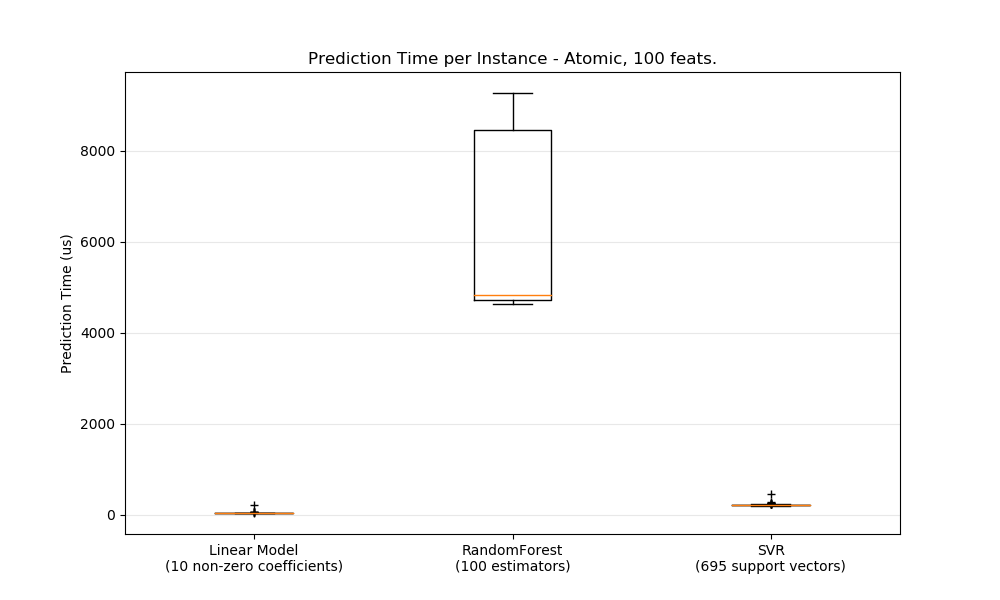 Prediction Time per Instance - Atomic, 100 feats.
Prediction Time (us)
8000
6000
4000
2000
0
Linear Model
(10 non-zero coefficients)
RandomForest
(100 estimators)
SVR
(695 support vectors)